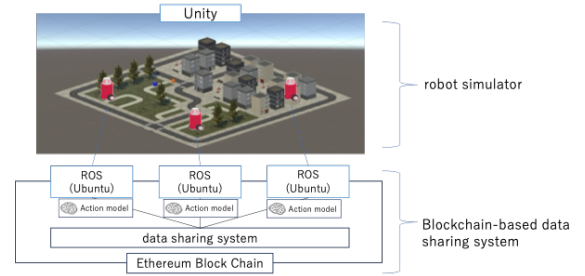 Unity
robot simulator
ROS
(Ubuntu)
ROS
(Ubuntu)
ROS
(Ubuntu)
Action model
Action model
Action model
data sharing system
Ethereum Block Chain
Blockchain-based data
sharing system